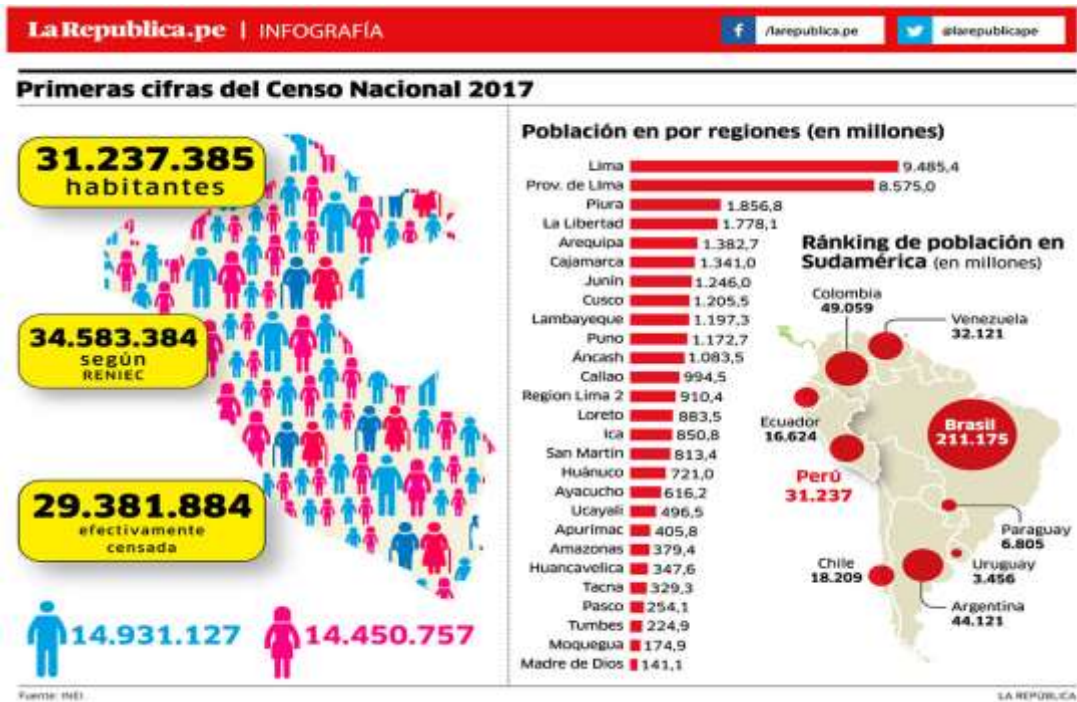 LaRepublica.pe | INFOGRAFÍA
/larepublica.pe
@larepublicape
Primeras cifras del Censo Nacional 2017
31.237.385
habitantes
34.583.384
según
RENIEC
29.381.884
efectivamente
censada
14.931.127
14.450.757
Población en por regiones (en millones)
Lima 9.485,4
Prov. de LIma 8.575,0
Piura 1.856,8
La Libertad 1.778,1
Arequipa 1.382,7
Cajamarca 1.341,0
Junín 1.246,0
Cusco 1.205,5
Lambayeque 1.197,3
Puno 1.172,7
Áncash 1.083,5
Callao 994,5
Region Lima 2 910,4
Loreto 883,5
Ica 850,8
San Martín 813,4
Huánuco 721,0
Ayacucho 616,2
Ucayali 496,5
Apurímac 405,8
Amazonas 379,4
Huancavelica 347,6
Tacna 329,3
Pasco 254,1
Tumbes 224,9
Moquegua 174,9
Madre de Dios 141,1
Ránking de población en
Sudamérica (en millones)
Colombia
49.059
Venezuela
32.121
Ecuador
16.624
Brasil
211.175
Perú
31.237
Paraguay
6.805
Uruguay
3.456
Chile
18.209
Argentina
44.121
Fuente: INEI
LA REPÚBLICA